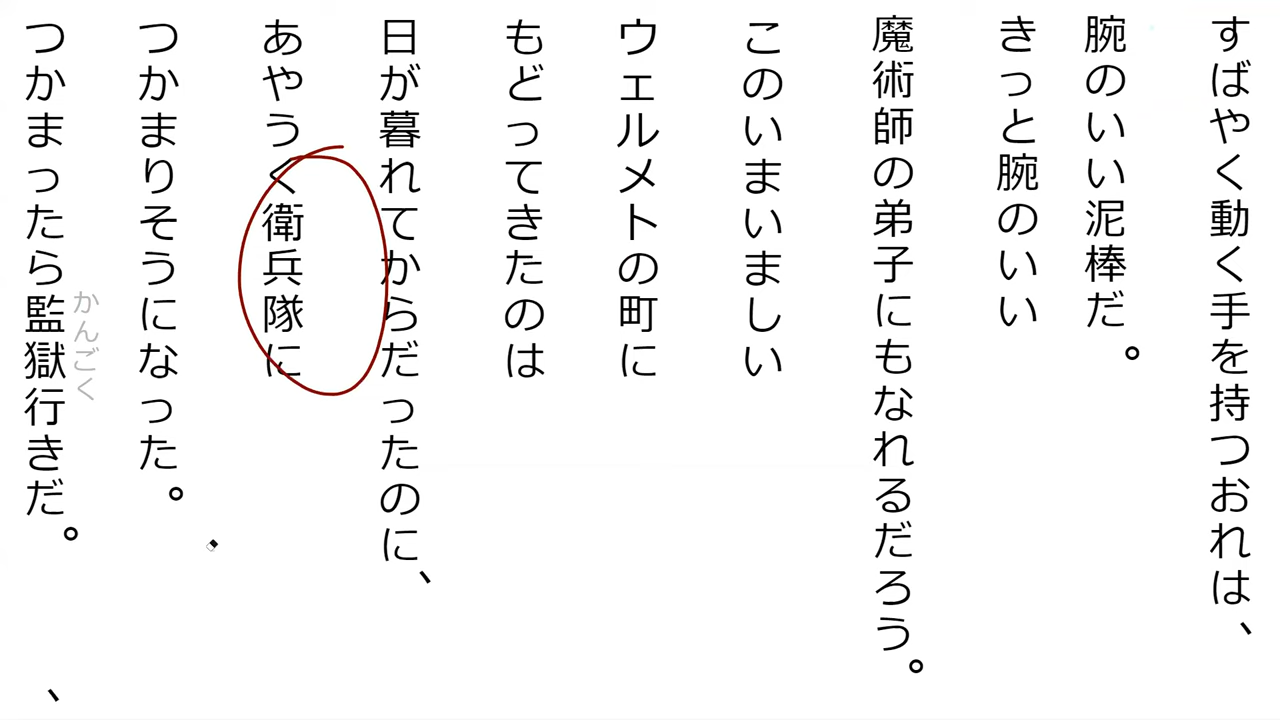 すばやく動く手を持つおれは、
腕のいい泥棒だ。
きっと腕のいい
魔術師の弟子にもなれるだろう。
このいまいましい
ウェルメトの町に
もどってきたのは
日が暮れてからだったのに、
あやうく衛兵隊に
つかまりそうになった。
かんごく
つかまったら監獄行きだ。
、